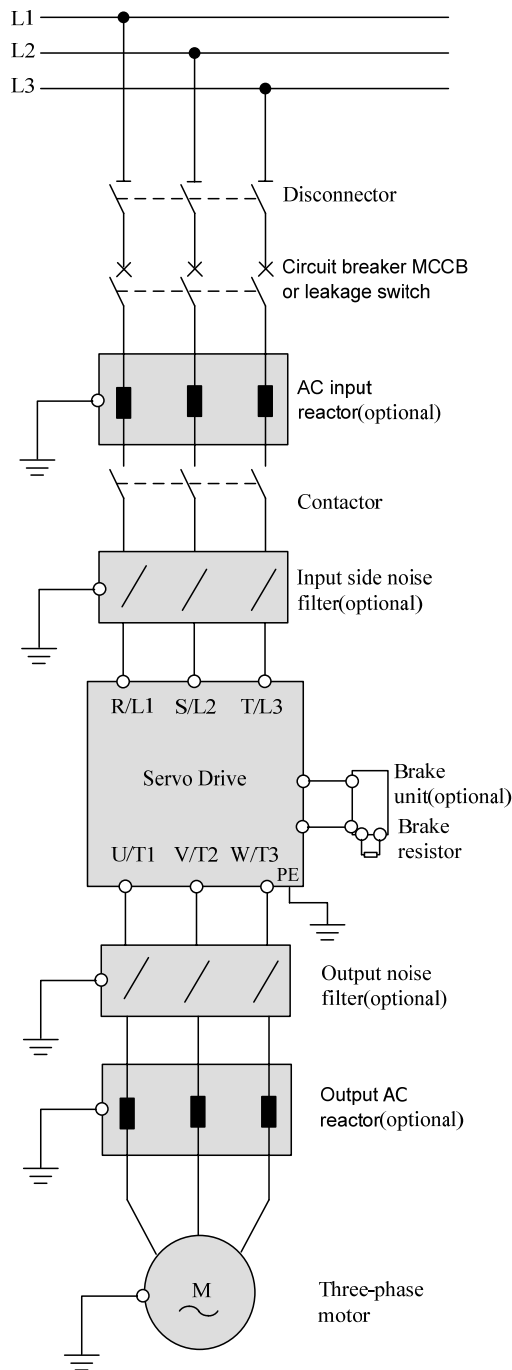 L1
L2
L3
Disconnector
Circuit breaker MCCB
or leakage switch
AC input
reactor(optional)
Contactor
Input side noise
filter(optional)
R/L1 S/L2 T/L3
Servo Drive
Brake
unit(optional)
Brake
resistor
U/T1 V/T2 W/T3
PE
Output noise
filter(optional)
Output AC
reactor(optional)
M
Three-phase
motor